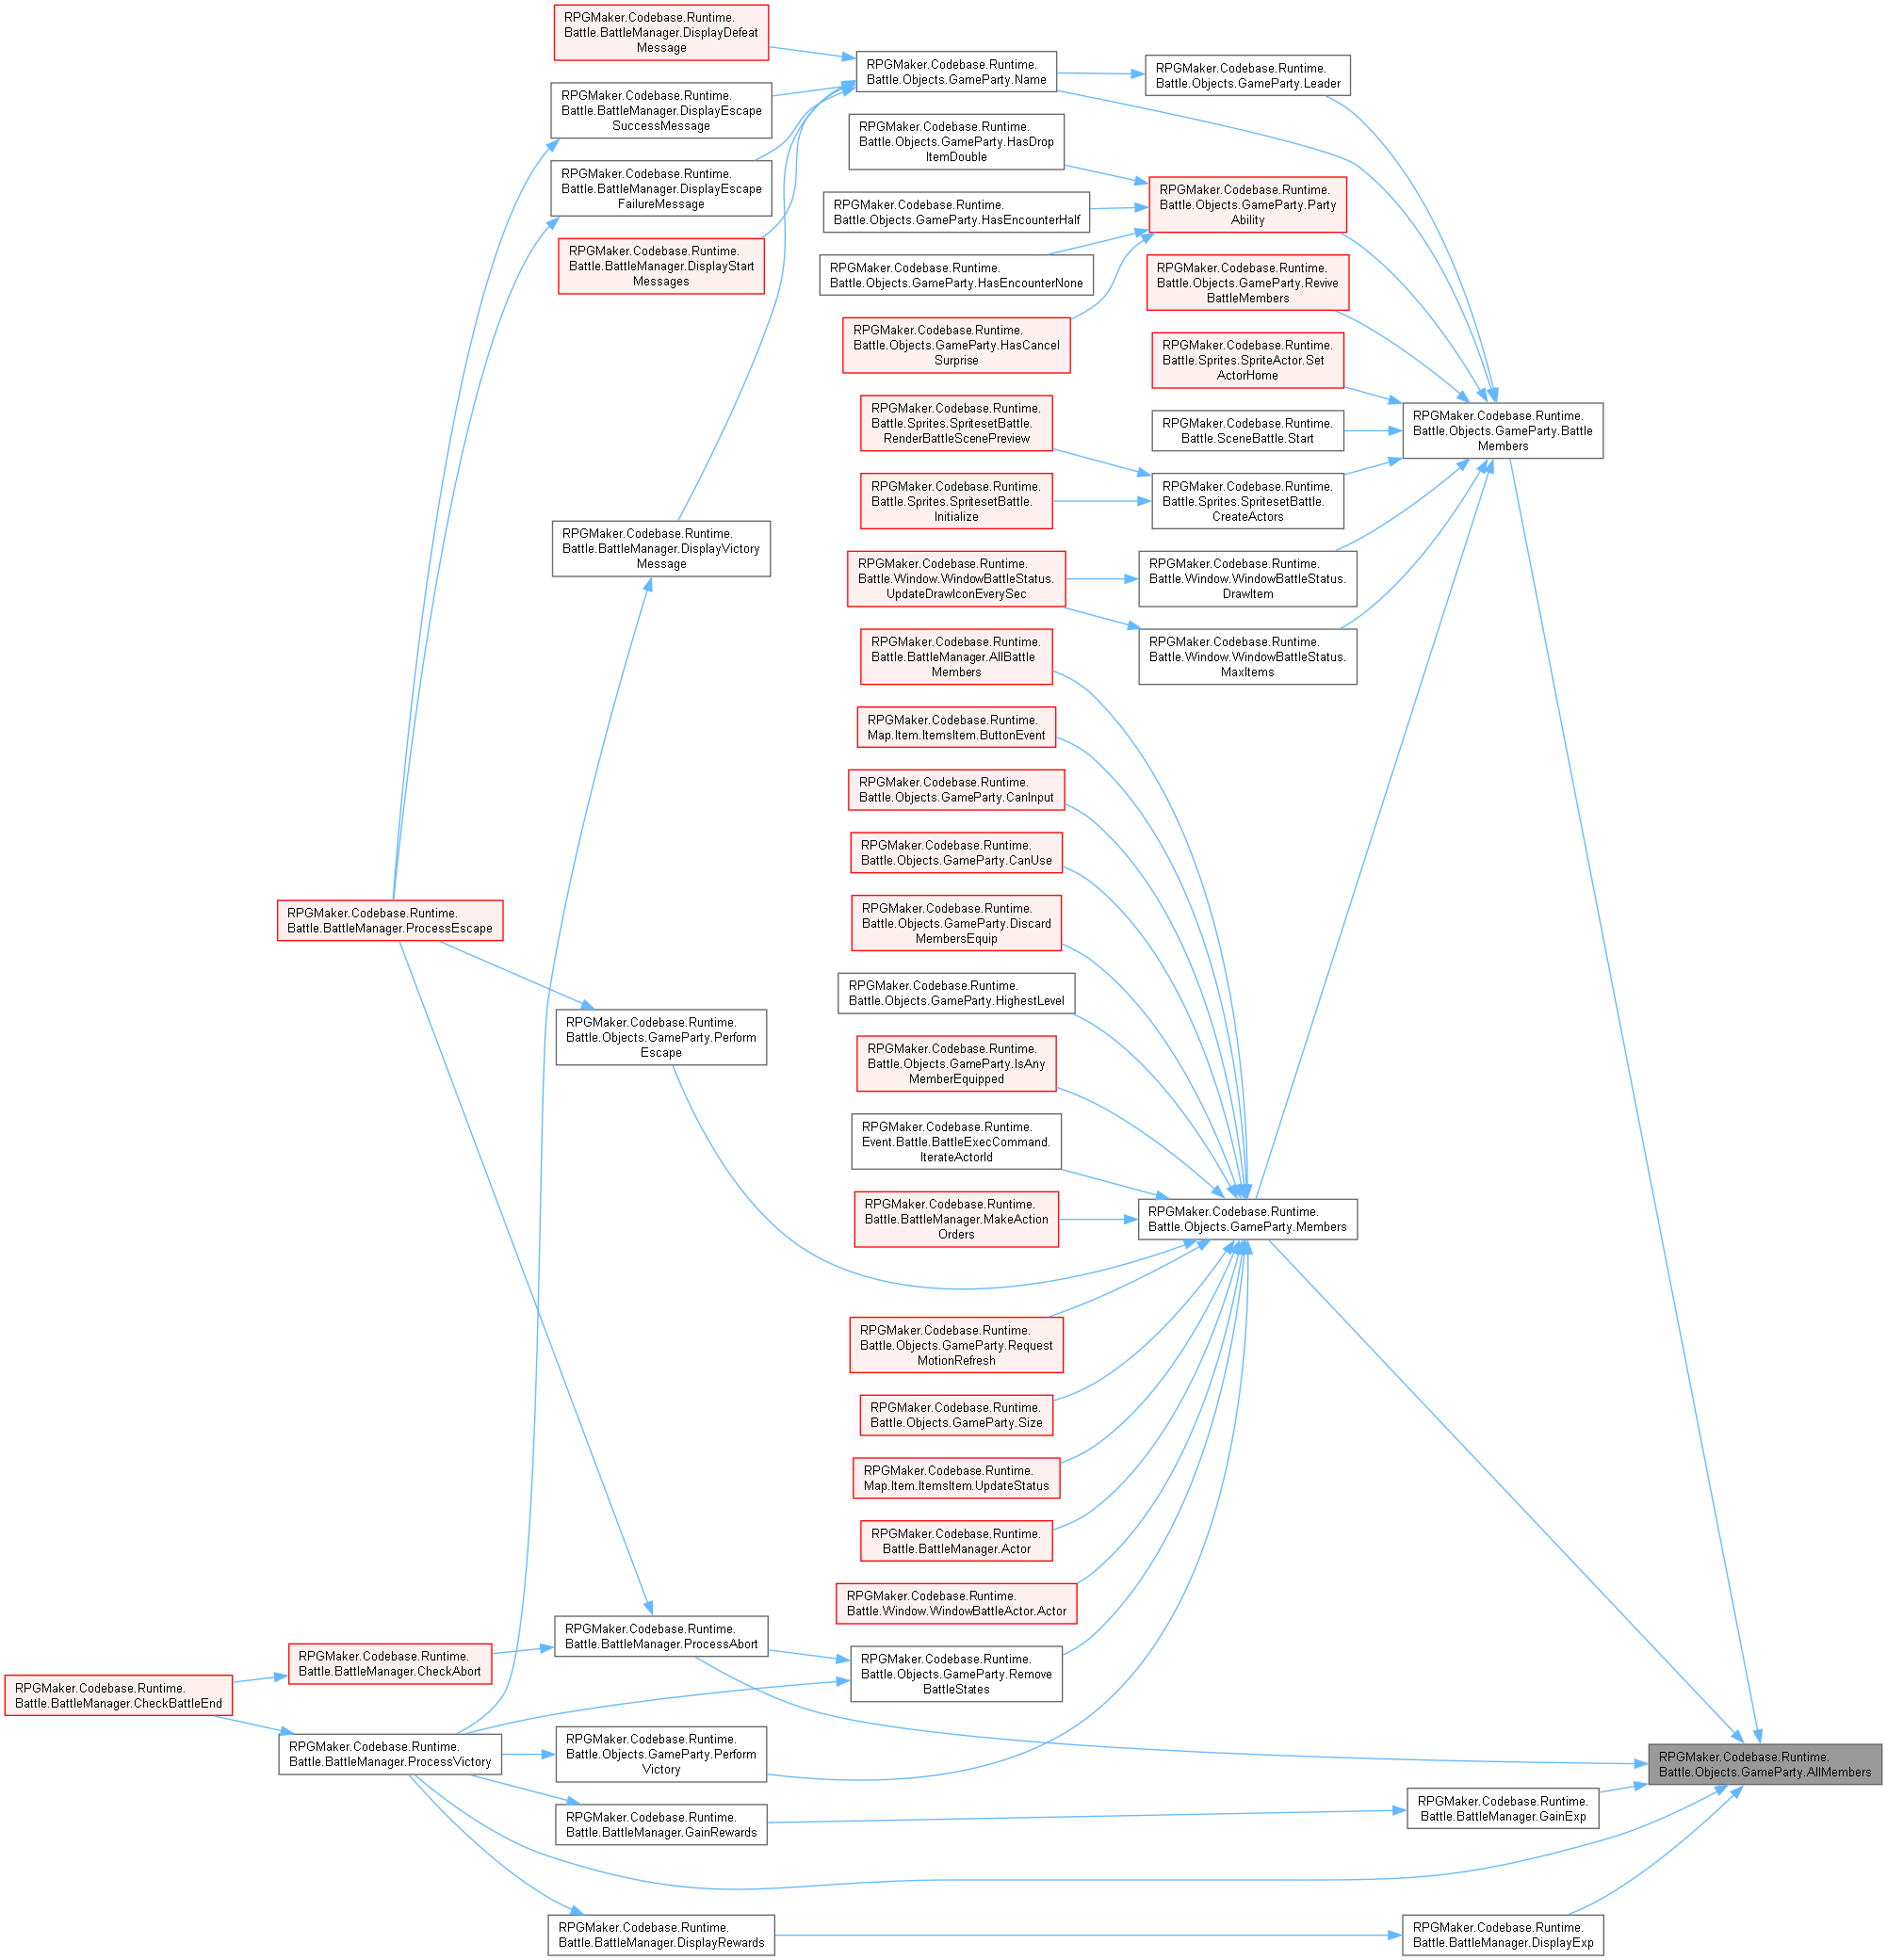 RPGMaker.Codebase.Runtime.
Battle.BattleManager.DisplayDefeat
Message
RPGMaker.Codebase.Runtime.
Battle.Objects.GameParty.Name
RPGMaker.Codebase.Runtime.
Battle.Objects.GameParty.Leader
RPGMaker.Codebase.Runtime.
Battle.BattleManager.DisplayEscape
SuccessMessage
RPGMaker.Codebase.Runtime.
Battle.Objects.GameParty.HasDrop
ItemDouble
RPGMaker.Codebase.Runtime.
Battle.BattleManager.DisplayEscape
FailureMessage
RPGMaker.Codebase.Runtime.
Battle.Objects.GameParty.Party
Ability
RPGMaker.Codebase.Runtime.
Battle.Objects.GameParty.HasEncounterHalf
RPGMaker.Codebase.Runtime.
Battle.BattleManager.DisplayStart
Messages
RPGMaker.Codebase.Runtime.
Battle.Objects.GameParty.HasEncounterNone
RPGMaker.Codebase.Runtime.
Battle.Objects.GameParty.Revive
BattleMembers
RPGMaker.Codebase.Runtime.
Battle.Objects.GameParty.HasCancel
Surprise
RPGMaker.Codebase.Runtime.
Battle.Sprites.SpriteActor.Set
ActorHome
RPGMaker.Codebase.Runtime.
Battle.Sprites.SpritesetBattle.
RenderBattleScenePreview
RPGMaker.Codebase.Runtime.
Battle.SceneBattle.Start
RPGMaker.Codebase.Runtime.
Battle.Objects.GameParty.Battle
Members
RPGMaker.Codebase.Runtime.
Battle.Sprites.SpritesetBattle.
Initialize
RPGMaker.Codebase.Runtime.
Battle.Sprites.SpritesetBattle.
CreateActors
RPGMaker.Codebase.Runtime.
Battle.BattleManager.DisplayVictory
Message
RPGMaker.Codebase.Runtime.
Battle.Window.WindowBattleStatus.
UpdateDrawIconEverySec
RPGMaker.Codebase.Runtime.
Battle.Window.WindowBattleStatus.
DrawItem
RPGMaker.Codebase.Runtime.
Battle.BattleManager.AllBattle
Members
RPGMaker.Codebase.Runtime.
Battle.Window.WindowBattleStatus.
MaxItems
RPGMaker.Codebase.Runtime.
Map.Item.ItemsItem.ButtonEvent
RPGMaker.Codebase.Runtime.
Battle.Objects.GameParty.CanInput
RPGMaker.Codebase.Runtime.
Battle.Objects.GameParty.CanUse
RPGMaker.Codebase.Runtime.
Battle.BattleManager.ProcessEscape
RPGMaker.Codebase.Runtime.
Battle.Objects.GameParty.Discard
MembersEquip
RPGMaker.Codebase.Runtime.
Battle.Objects.GameParty.HighestLevel
RPGMaker.Codebase.Runtime.
Battle.Objects.GameParty.Perform
Escape
RPGMaker.Codebase.Runtime.
Battle.Objects.GameParty.IsAny
MemberEquipped
RPGMaker.Codebase.Runtime.
Event.Battle.BattleExecCommand.
IterateActorId
RPGMaker.Codebase.Runtime.
Battle.BattleManager.MakeAction
Orders
RPGMaker.Codebase.Runtime.
Battle.Objects.GameParty.Members
RPGMaker.Codebase.Runtime.
Battle.Objects.GameParty.Request
MotionRefresh
RPGMaker.Codebase.Runtime.
Battle.Objects.GameParty.Size
RPGMaker.Codebase.Runtime.
Map.Item.ItemsItem.UpdateStatus
RPGMaker.Codebase.Runtime.
Battle.BattleManager.Actor
RPGMaker.Codebase.Runtime.
Battle.Window.WindowBattleActor.Actor
RPGMaker.Codebase.Runtime.
Battle.BattleManager.ProcessAbort
RPGMaker.Codebase.Runtime.
Battle.BattleManager.CheckAbort
RPGMaker.Codebase.Runtime.
Battle.Objects.GameParty.Remove
BattleStates
RPGMaker.Codebase.Runtime.
Battle.BattleManager.CheckBattleEnd
RPGMaker.Codebase.Runtime.
Battle.BattleManager.ProcessVictory
RPGMaker.Codebase.Runtime.
Battle.Objects.GameParty.Perform
Victory
RPGMaker.Codebase.Runtime.
Battle.Objects.GameParty.AllMembers
RPGMaker.Codebase.Runtime.
Battle.BattleManager.GainExp
RPGMaker.Codebase.Runtime.
Battle.BattleManager.GainRewards
RPGMaker.Codebase.Runtime.
Battle.BattleManager.DisplayRewards
RPGMaker.Codebase.Runtime.
Battle.BattleManager.DisplayExp